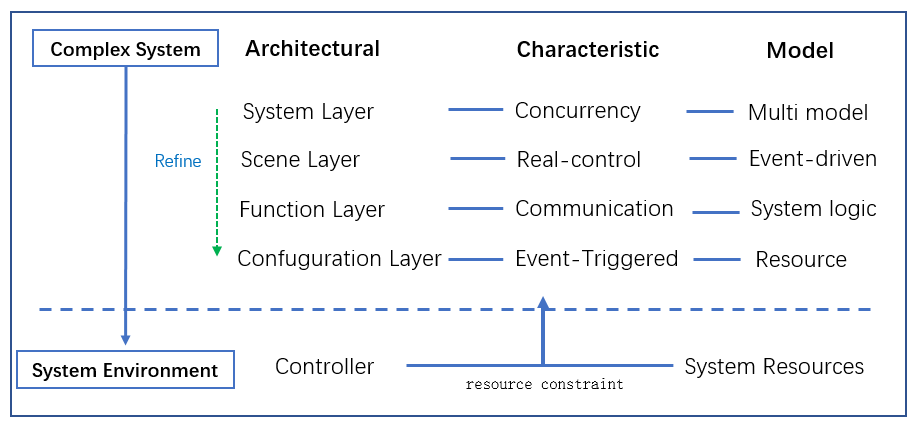 Complex System Architectural Characteristic Model
System Layer Concurrency Multi model
Refine Scene Layer Real-control Event-driven
Function Layer Communication System logic
Confuguration Layer Event-Triggered Resource
System Environment Controller System Resources
resource constraint